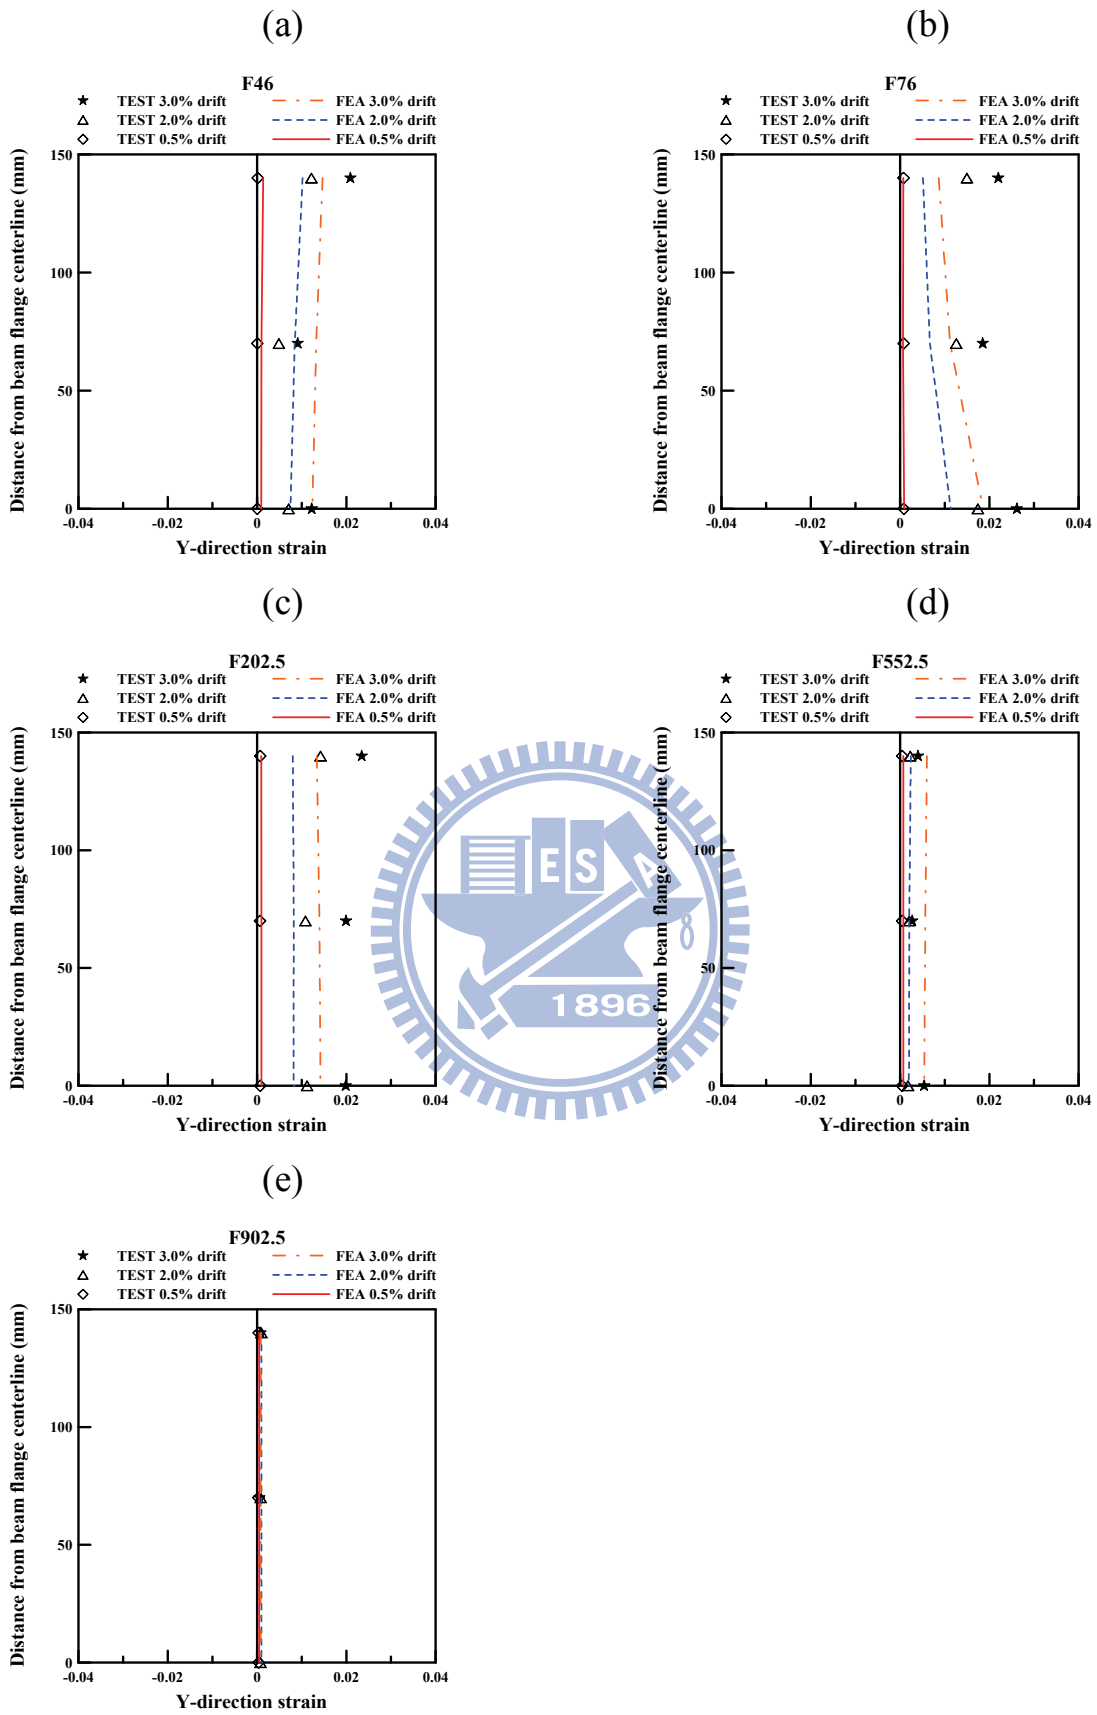 (a)
F46
TEST 3.0% drift FEA 3.0% drift
TEST 2.0% drift FEA 2.0% drift
TEST 0.5% drift FEA 0.5% drift
150
100
50
0
Distance from beam flange centerline (mm)
-0.04 -0.02 0 0.02 0.04
Y-direction strain
(b)
F76
TEST 3.0% drift FEA 3.0% drift
TEST 2.0% drift FEA 2.0% drift
TEST 0.5% drift FEA 0.5% drift
150
100
50
0
Distance from beam flange centerline (mm)
-0.04 -0.02 0 0.02 0.04
Y-direction strain
(c)
F202.5
TEST 3.0% drift FEA 3.0% drift
TEST 2.0% drift FEA 2.0% drift
TEST 0.5% drift FEA 0.5% drift
150
100
50
0
Distance from beam flange centerline (mm)
-0.04 -0.02 0 0.02 0.04
Y-direction strain
(d)
F552.5
TEST 3.0% drift FEA 3.0% drift
TEST 2.0% drift FEA 2.0% drift
TEST 0.5% drift FEA 0.5% drift
150
100
50
0
Distance from beam flange centerline (mm)
-0.04 -0.02 0 0.02 0.04
Y-direction strain
E S A
1896
(e)
F902.5
TEST 3.0% drift FEA 3.0% drift
TEST 2.0% drift FEA 2.0% drift
TEST 0.5% drift FEA 0.5% drift
150
100
50
0
Distance from beam flange centerline (mm)
-0.04 -0.02 0 0.02 0.04
Y-direction strain